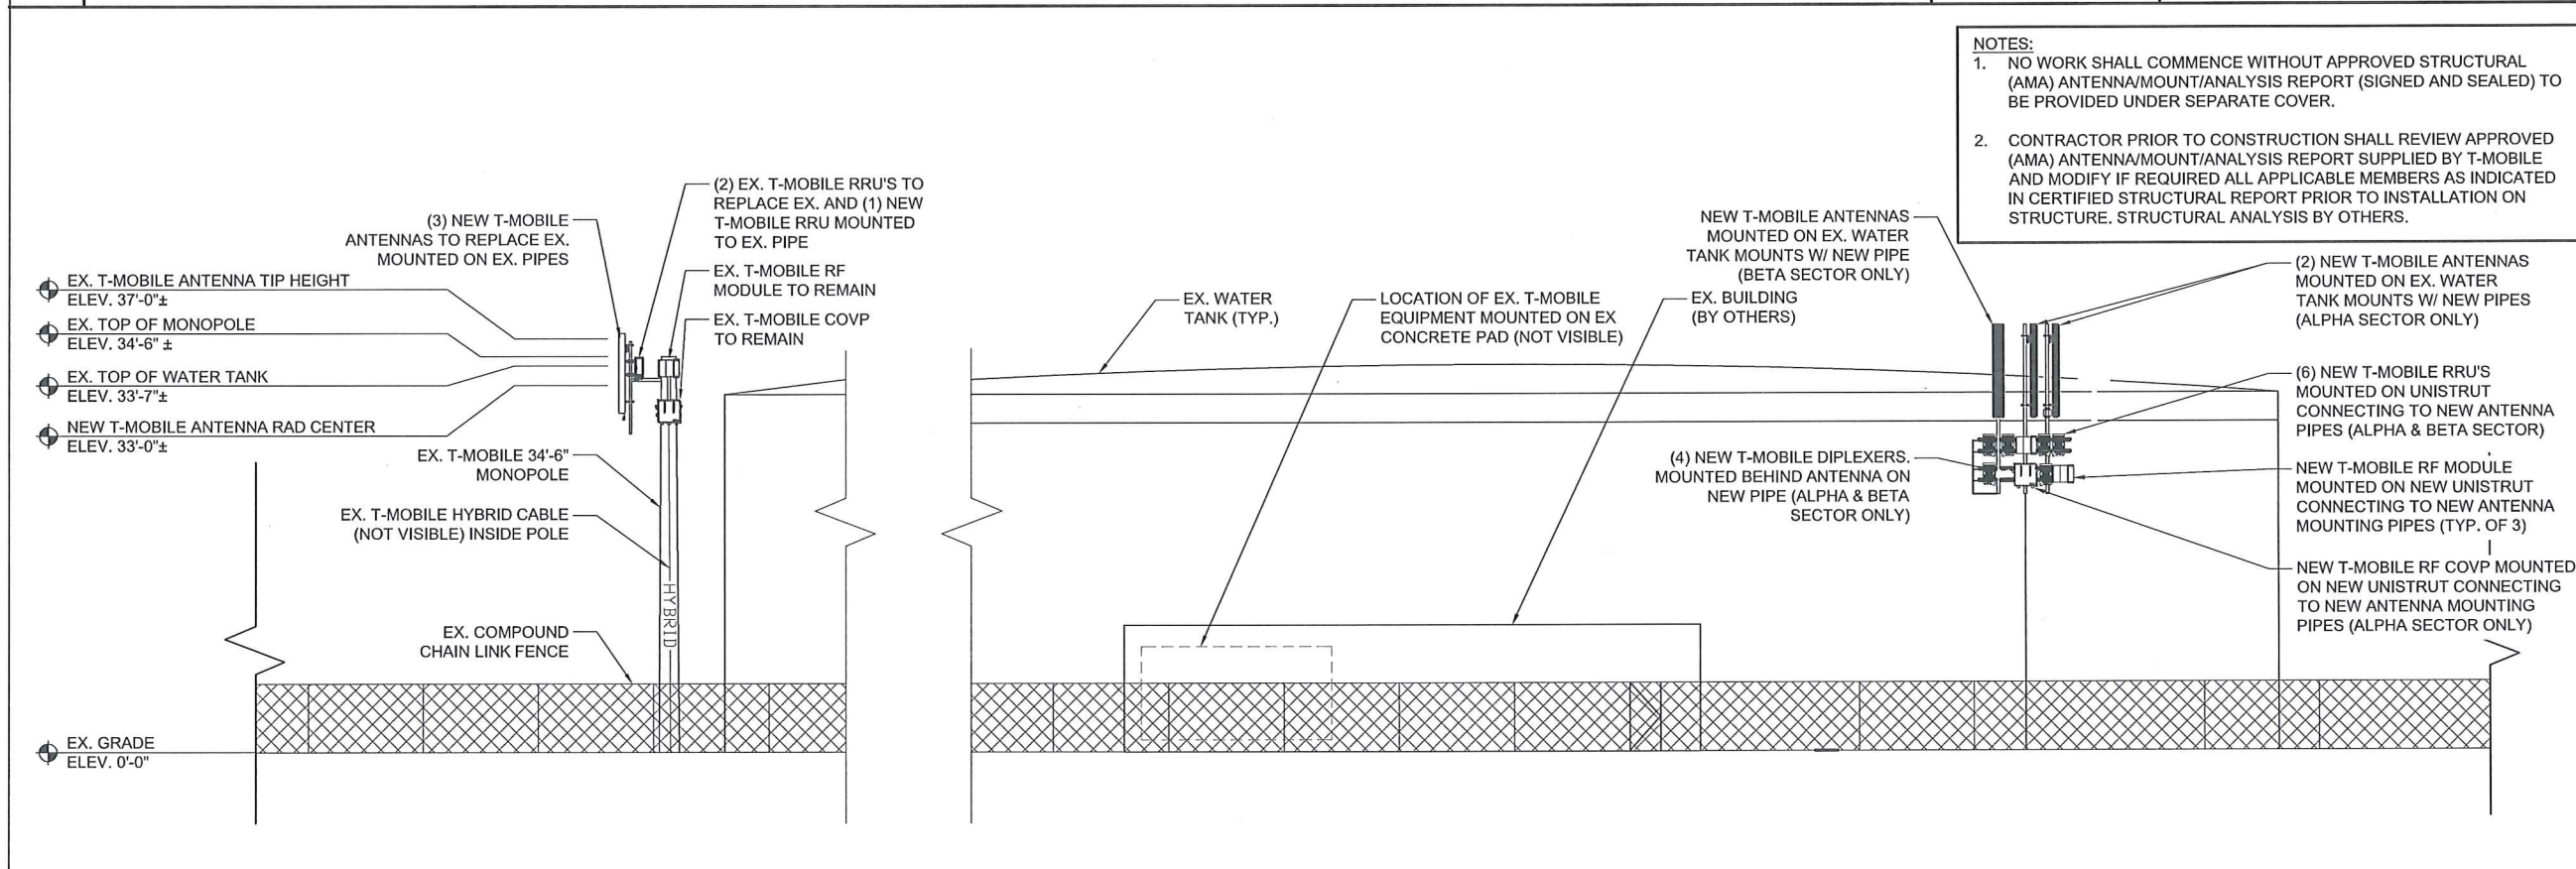 NOTES:
1. NO WORK SHALL COMMENCE WITHOUT APPROVED STRUCTURAL
(AMA) ANTENNA/MOUNT/ANALYSIS REPORT (SIGNED AND SEALED) TO
BE PROVIDED UNDER SEPARATE COVER.
2. CONTRACTOR PRIOR TO CONSTRUCTION SHALL REVIEW APPROVED
(AMA) ANTENNA/MOUNT/ANALYSIS REPORT SUPPLIED BY T-MOBILE
AND MODIFY IF REQUIRED ALL APPLICABLE MEMBERS AS INDICATED
IN CERTIFIED STRUCTURAL REPORT PRIOR TO INSTALLATION ON
STRUCTURE. STRUCTURAL ANALYSIS BY OTHERS.
EX. T-MOBILE ANTENNA TIP HEIGHT
ELEV. 37'-0"±
EX. TOP OF MONOPOLE
ELEV. 34'-6" ±
EX. TOP OF WATER TANK
ELEV. 33'-7"±
NEW T-MOBILE ANTENNA RAD CENTER
ELEV. 33'-0"±
EX. GRADE
ELEV. 0'-0"
(3) NEW T-MOBILE
ANTENNAS TO REPLACE EX.
MOUNTED ON EX. PIPES
(2) EX. T-MOBILE RRU'S TO
REPLACE EX. AND (1) NEW
T-MOBILE RRU MOUNTED
TO EX. PIPE
EX. T-MOBILE RF
MODULE TO REMAIN
EX. T-MOBILE COVP
TO REMAIN
EX. T-MOBILE 34'-6"
MONOPOLE
EX. T-MOBILE HYBRID CABLE
(NOT VISIBLE) INSIDE POLE
HYBRID
EX. COMPOUND
CHAIN LINK FENCE
EX. WATER
TANK (TYP.)
LOCATION OF EX. T-MOBILE
EQUIPMENT MOUNTED ON EX
CONCRETE PAD (NOT VISIBLE)
EX. BUILDING
(BY OTHERS)
NEW T-MOBILE ANTENNAS
MOUNTED ON EX. WATER
TANK MOUNTS W/ NEW PIPE
(BETA SECTOR ONLY)
(4) NEW T-MOBILE DIPLEXERS.
MOUNTED BEHIND ANTENNA ON
NEW PIPE (ALPHA & BETA
SECTOR ONLY)
(2) NEW T-MOBILE ANTENNAS
MOUNTED ON EX. WATER
TANK MOUNTS W/ NEW PIPES
(ALPHA SECTOR ONLY)
(6) NEW T-MOBILE RRU'S
MOUNTED ON UNISTRUT
CONNECTING TO NEW ANTENNA
PIPES (ALPHA & BETA SECTOR)
NEW T-MOBILE RF MODULE
MOUNTED ON NEW UNISTRUT
CONNECTING TO NEW ANTENNA
MOUNTING PIPES (TYP. OF 3)
NEW T-MOBILE RF COVP MOUNTED
ON NEW UNISTRUT CONNECTING
TO NEW ANTENNA MOUNTING
PIPES (ALPHA SECTOR ONLY)